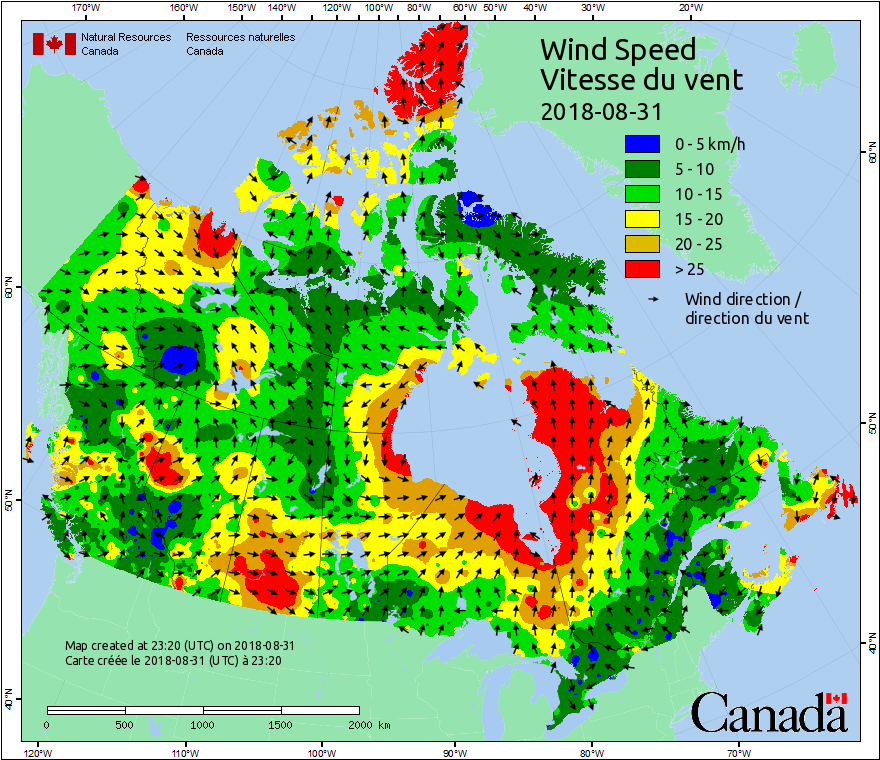 170°W 160°W 150°W 140°W 120°W 100°W 80°W 60°W 50°W 40°W 30°W 20°W
Natural Resources Ressources naturelles
Canada Canada
Wind Speed
Vitesse du vent
2018-08-31
0 - 5 km/h
5 - 10
10 - 15
15 - 20
20 - 25
> 25
Wind direction /
direction du vent
60°N
60°N
50°N
50°N
40°N
40°N
Map created at 23:20 (UTC) on 2018-08-31
Carte créée le 2018-08-31 (UTC) à 23:20
0 500 1000 1500 2000 km
Canada
120°W 110°W 100°W 90°W 80°W 70°W